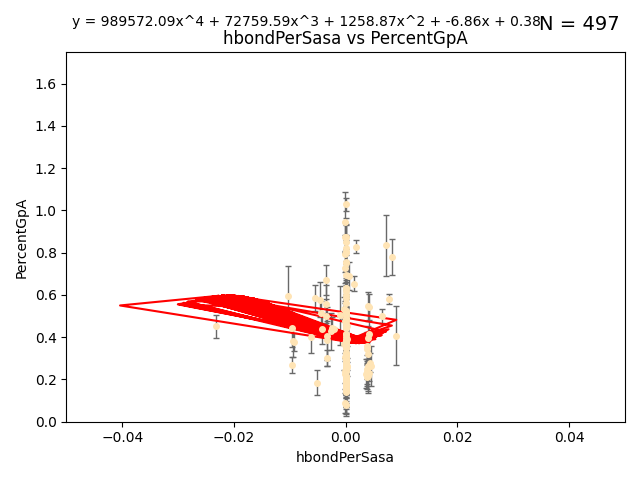 y = 989572.09x^4 + 72759.59x^3 + 1258.87x^2 + -6.86x + 0.38
N = 497
hbondPerSasa vs PercentGpA
PercentGpA
1.6
1.4
1.2
1.0
0.8
0.6
0.4
0.2
0.0
−0.04
−0.02
0.00
0.02
0.04
hbondPerSasa